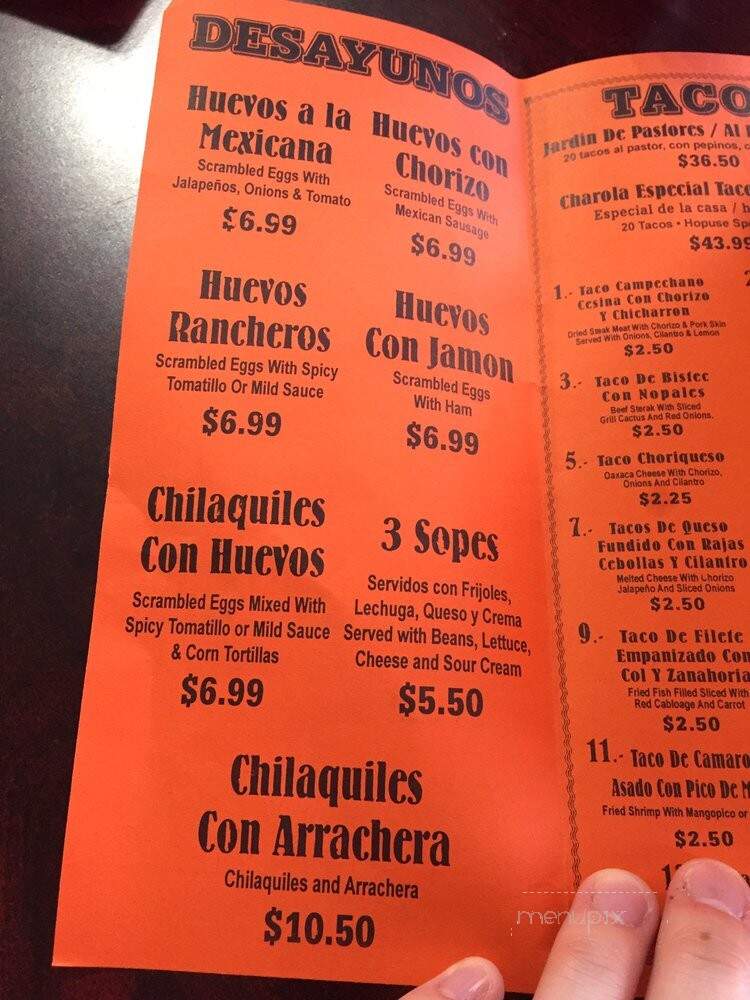 DESAYUNOS
Huevos a la
Mexicana
Scrambled Eggs With
Jalapeños, Onions & Tomato
$6.99
Huevos con
Chorizo
Scrambled Eggs With
Mexican Sausage
$6.99
Huevos
Rancheros
Scrambled Eggs With Spicy
Tomatillo Or Mild Sauce
$6.99
Huevos
Con Jamon
Scrambled Eggs
With Ham
$6.99
Chilaquiles
Con Huevos
Scrambled Eggs Mixed With
Spicy Tomatillo or Mild Sauce
& Corn Tortillas
$6.99
3 Sopes
Servidos con Frijoles,
Lechuga, Queso y Crema
Served with Beans, Lettuce,
Cheese and Sour Cream
$5.50
Chilaquiles
Con Arrachera
Chilaquiles and Arrachera
$10.50
TACO
Jardin De Pastores / Al
20 tacos al pastor, con pepinos,
$36.50
Charola Especial Taco
Especial de la casa /
20 Tacos • Hopuse
$43.99
1.- Taco Campechano
Cesina Con Chorizo
Y Chicharron
Dried Steak Meat With Chorizo & Pork Skin
Served With Onions, Cilantro & Lemon
$2.50
3.- Taco De Bistec
Con Nopales
Beef Sterak With Sliced
Grill Cactus And Red Onions.
$2.50
5.- Taco Choriqueso
Oaxaca Cheese With Chorizo,
Onions And Cilantro
$2.25
7.- Tacos De Queso
Fundido Con Rajas
Cebollas Y Cilantro
Melted Cheese With Chorizo
Jalapeño And Sliced Onions
$2.50
9.- Taco De Filete
Empanizado Con
Col Y Zanahoria
Fried Fish Filled Sliced With
Red Cabloage And Carrot
$2.50
11.- Taco De Camaro
Asado Con Pico De
Fried Shrimp With Mangopico or
$2.50
menupix